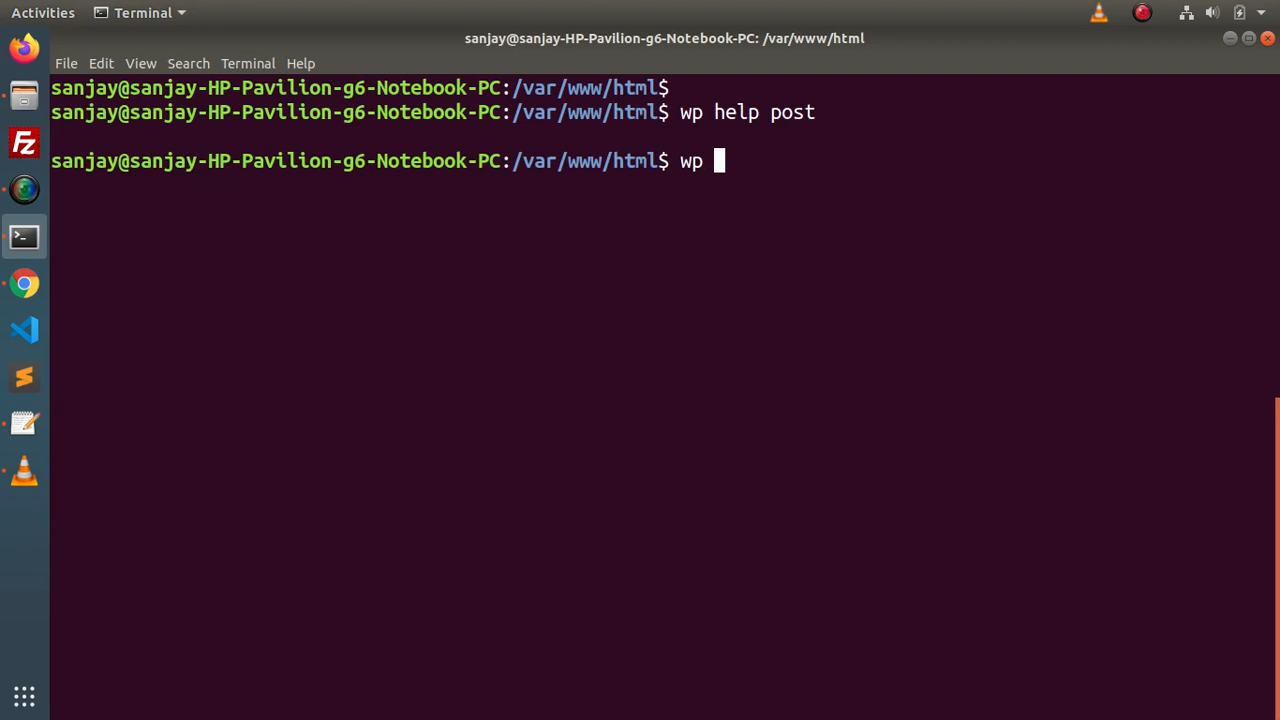 Activities Terminal
sanjay@sanjay-HP-Pavilion-g6-Notebook-PC: /var/www/html
File Edit View Search Terminal Help
sanjay@sanjay-HP-Pavilion-g6-Notebook-PC:/var/www/html$
sanjay@sanjay-HP-Pavilion-g6-Notebook-PC:/var/www/html$ wp help post
sanjay@sanjay-HP-Pavilion-g6-Notebook-PC:/var/www/html$ wp